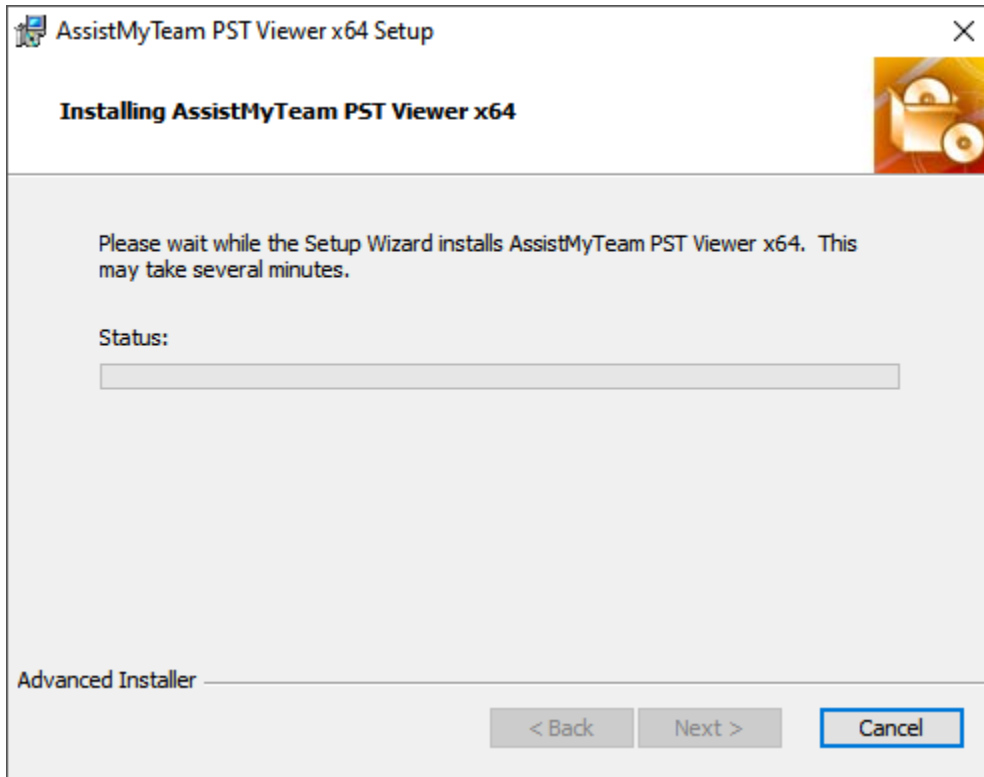 AssistMyTeam PST Viewer x64 Setup
Installing AssistMyTeam PST Viewer x64
Please wait while the Setup Wizard installs AssistMyTeam PST Viewer x64.  This
may take several minutes.
Status:
Advanced Installer
< Back
Next >
Cancel